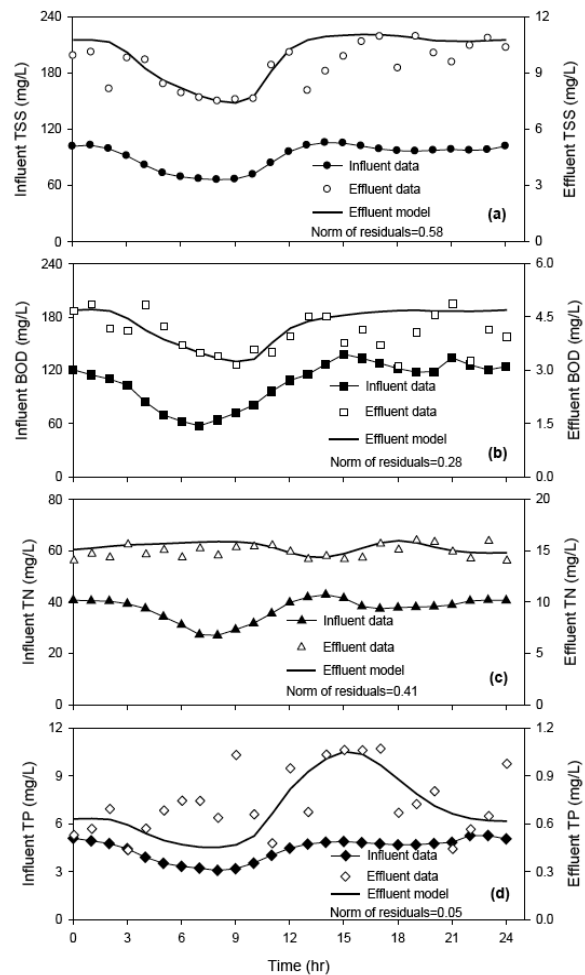 240
180
120
60
0
Influent TSS (mg/L)
12
9
6
3
0
Effluent TSS (mg/L)
Influent data
Effluent data
Effluent model
Norm of residuals=0.58
(a)
240
180
120
60
0
Influent BOD (mg/L)
6.0
4.5
3.0
1.5
0.0
Effluent BOD (mg/L)
Influent data
Effluent data
Effluent model
Norm of residuals=0.28
(b)
80
60
40
20
0
Influent TN (mg/L)
20
15
10
5
0
Effluent TN (mg/L)
Influent data
Effluent data
Effluent model
Norm of residuals=0.41
(c)
12
9
6
3
0
Influent TP (mg/L)
1.2
0.9
0.6
0.3
0.0
Effluent TP (mg/L)
Influent data
Effluent data
Effluent model
Norm of residuals=0.05
(d)
0 3 6 9 12 15 18 21 24
Time (hr)